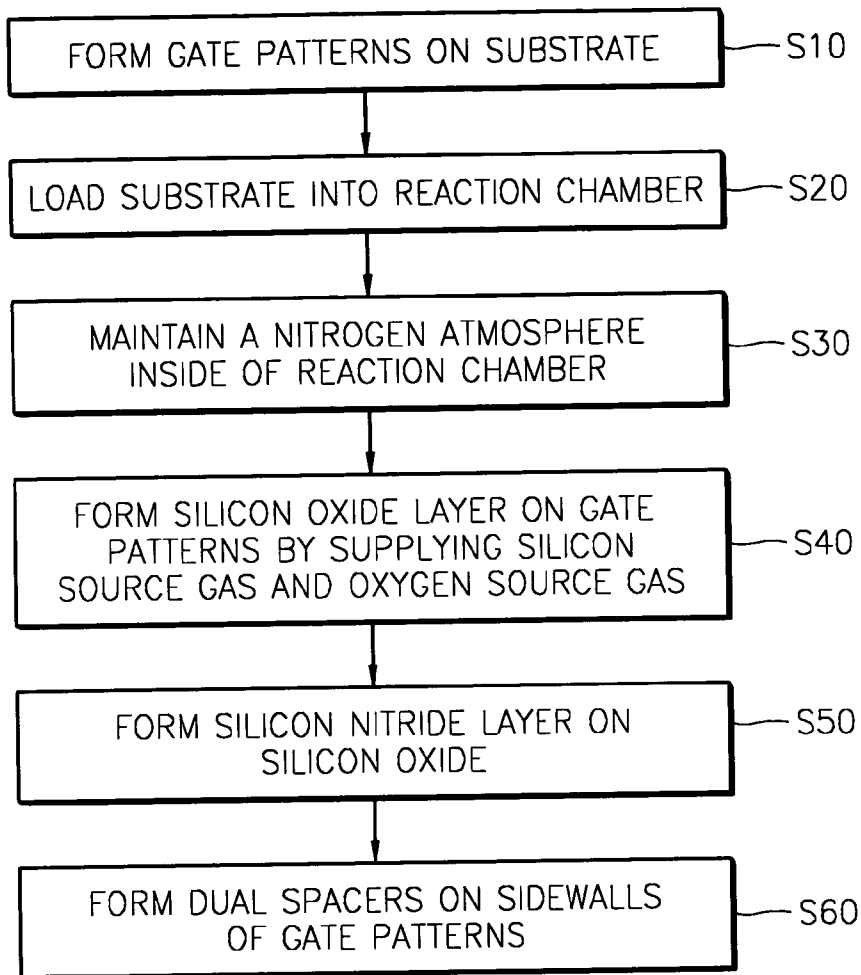 FORM GATE PATTERNS ON SUBSTRATE
S10
LOAD SUBSTRATE INTO REACTION CHAMBER
S20
MAINTAIN A NITROGEN ATMOSPHERE
INSIDE OF REACTION CHAMBER
S30
FORM SILICON OXIDE LAYER ON GATE
PATTERNS BY SUPPLYING SILICON
SOURCE GAS AND OXYGEN SOURCE GAS
S40
FORM SILICON NITRIDE LAYER ON
SILICON OXIDE
S50
FORM DUAL SPACERS ON SIDEWALLS
OF GATE PATTERNS
S60